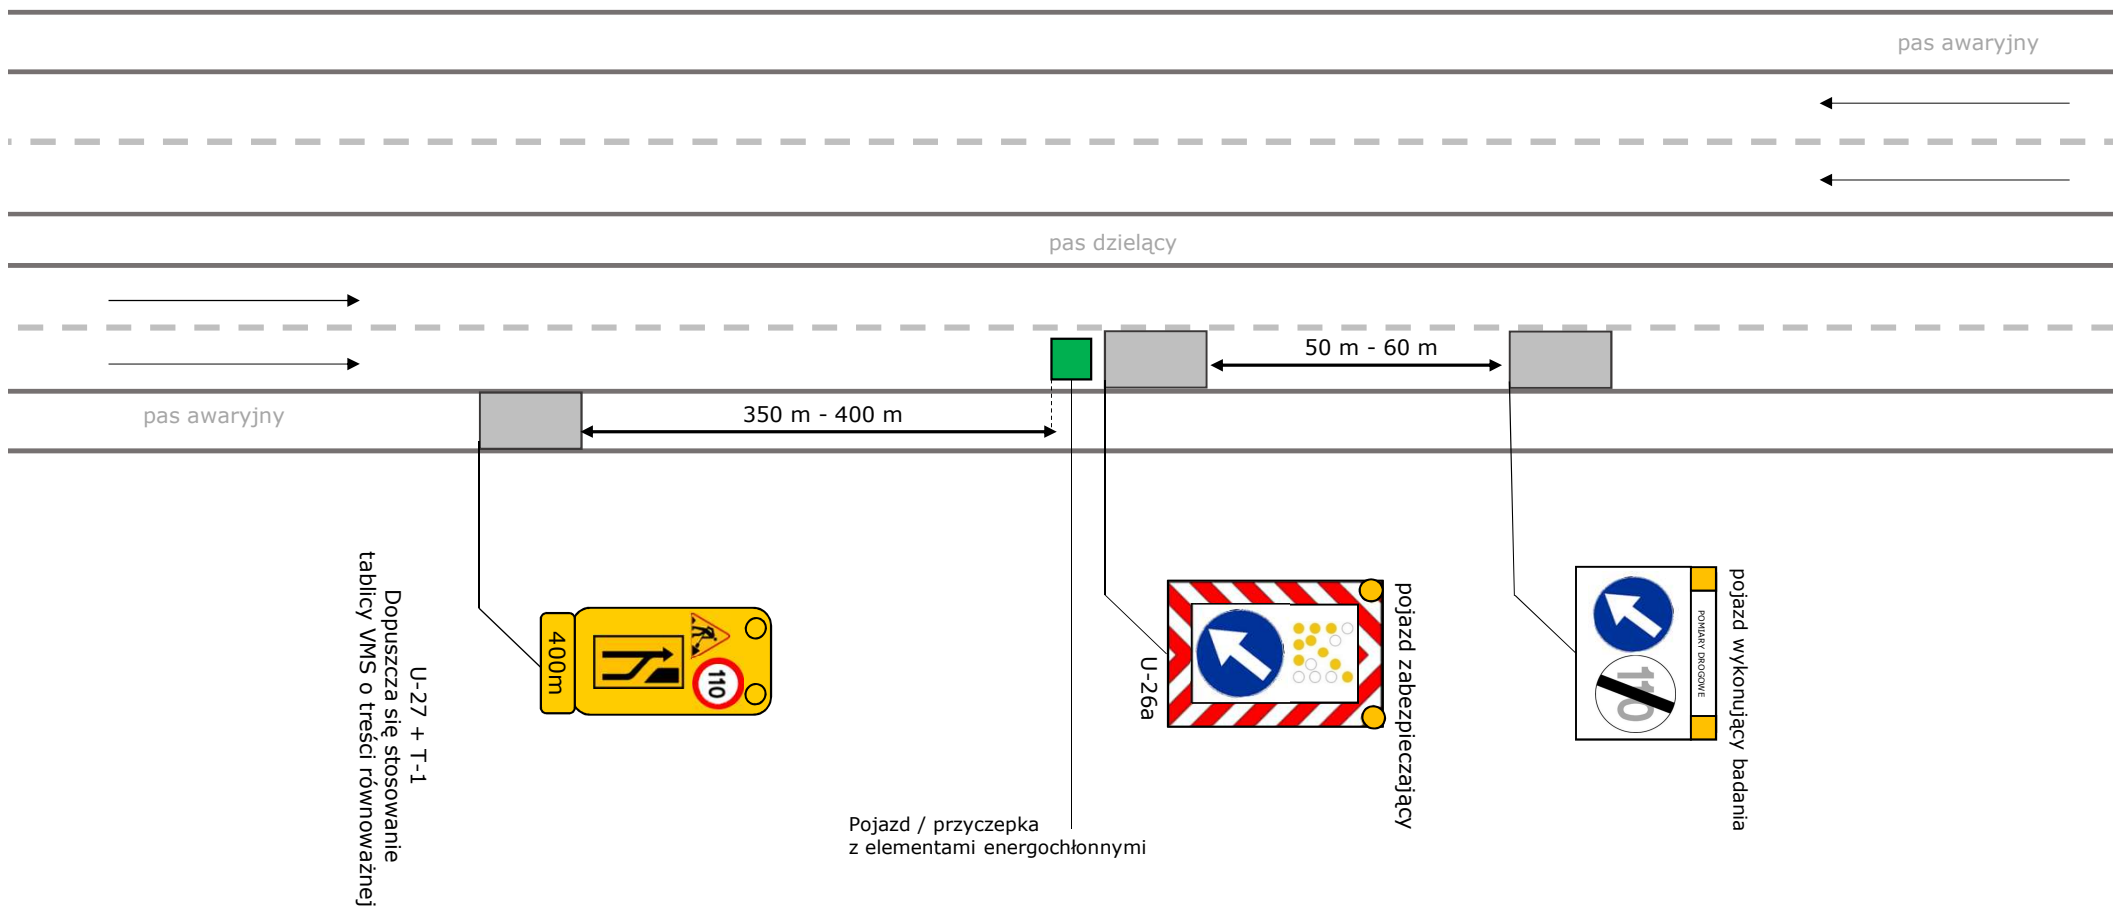 pas awaryjny
pas dzielący
50 m - 60 m
pas awaryjny
350 m - 400 m
U-27 + T-1
Dopuszcza się stosowanie
tablicy VMS o treści równoważnej
400m
110
Pojazd / przyczepka
z elementami energochłonnymi
pojazd zabezpieczający
U-26a
pojazd wykonujący badania
POMIARY DROGOWE
110